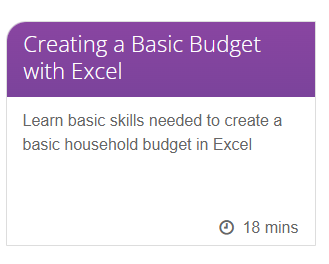 Creating a Basic Budget
with Excel
Learn basic skills needed to create a
basic household budget in Excel
18 mins